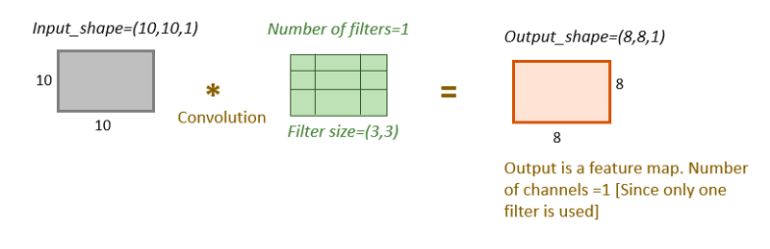 Input_shape=(10,10,1)
Number of filters=1
Output_shape=(8,8,1)
10
10
*
Convolution
Filter size=(3,3)
=
8
8
Output is a feature map. Number
of channels =1 [Since only one
filter is used]